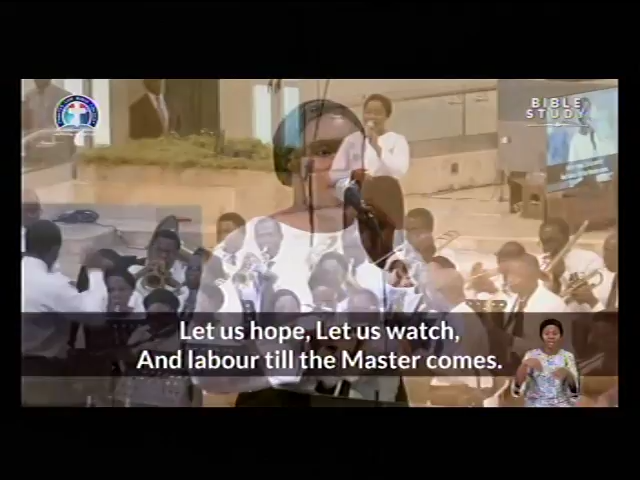 BIBLE
STUDY
Let us hope, Let us watch,
And labour till the Master comes.